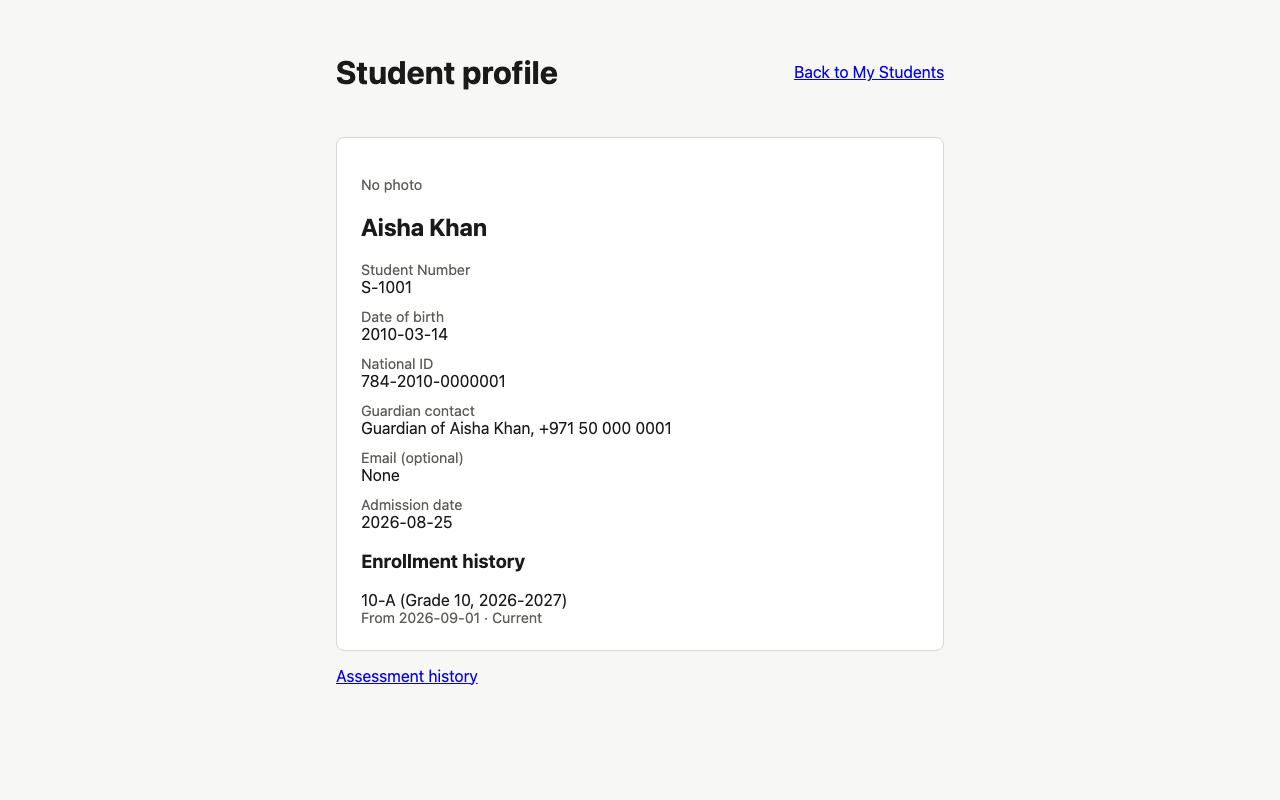 Student profile
Back to My Students
No photo
Aisha Khan
Student Number
S-1001
Date of birth
2010-03-14
National ID
784-2010-0000001
Guardian contact
Guardian of Aisha Khan, +971 50 000 0001
Email (optional)
None
Admission date
2026-08-25
Enrollment history
10-A (Grade 10, 2026-2027)
From 2026-09-01 · Current
Assessment history